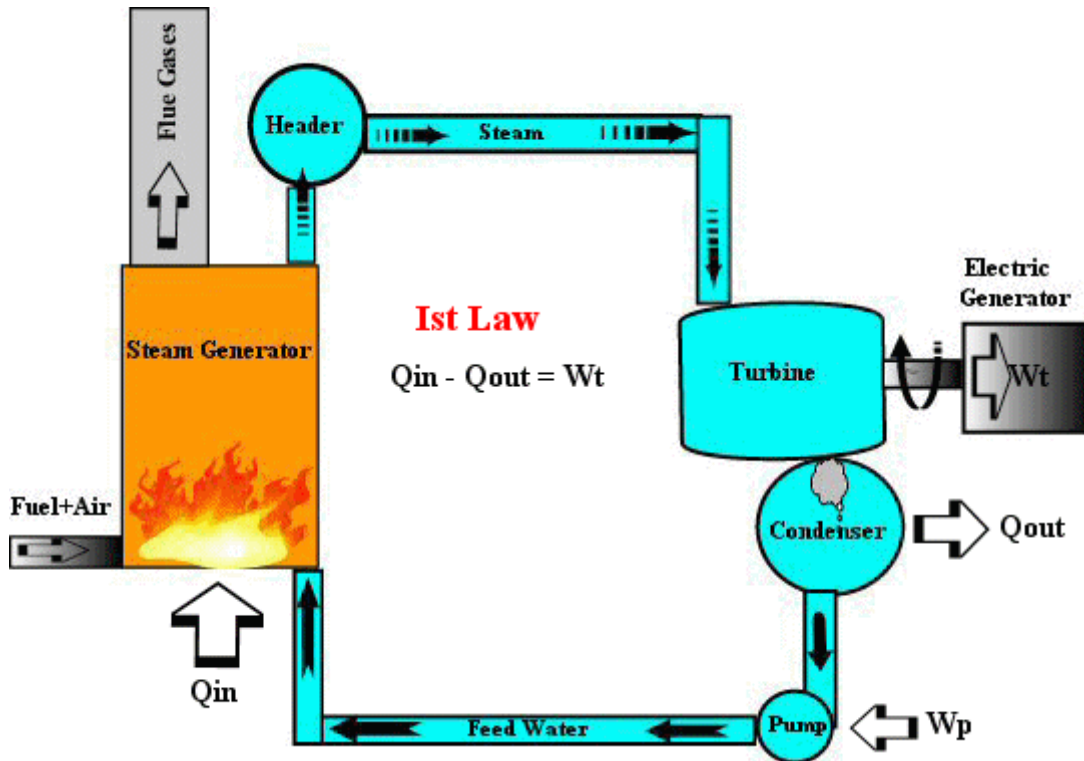 Flue Gases
Header
Steam
Electric
Generator
Ist Law
Steam Generator
Qin - Qout = Wt
Turbine
Wt
Fuel+Air
Condenser
Qout
Qin
Feed Water
Pump
Wp